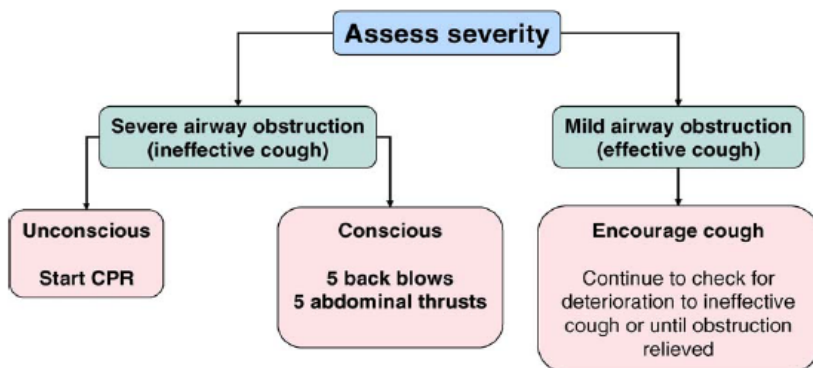 Assess severity
Severe airway obstruction
(ineffective cough)
Mild airway obstruction
(effective cough)
Unconscious
Start CPR
Conscious
5 back blows
5 abdominal thrusts
Encourage cough
Continue to check for
deterioration to ineffective
cough or until obstruction
relieved